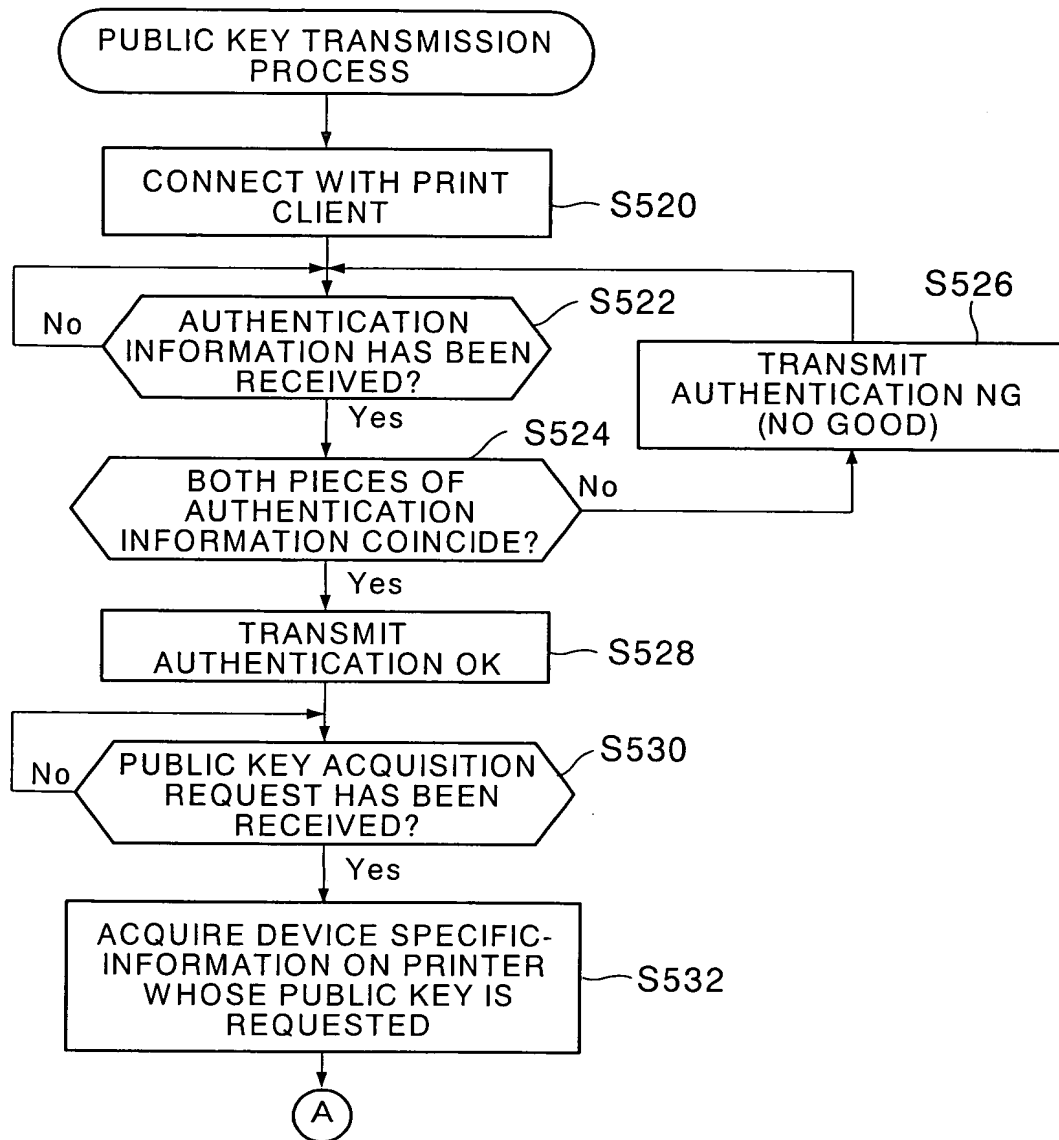 PUBLIC KEY TRANSMISSION
PROCESS
CONNECT WITH PRINT
CLIENT
S520
No
AUTHENTICATION
INFORMATION HAS BEEN
RECEIVED?
S522
S526
TRANSMIT
AUTHENTICATION NG
(NO GOOD)
Yes
S524
BOTH PIECES OF
AUTHENTICATION
INFORMATION COINCIDE?
No
Yes
TRANSMIT
AUTHENTICATION OK
S528
No
PUBLIC KEY ACQUISITION
REQUEST HAS BEEN
RECEIVED?
S530
Yes
ACQUIRE DEVICE SPECIFIC-
INFORMATION ON PRINTER
WHOSE PUBLIC KEY IS
REQUESTED
S532
A